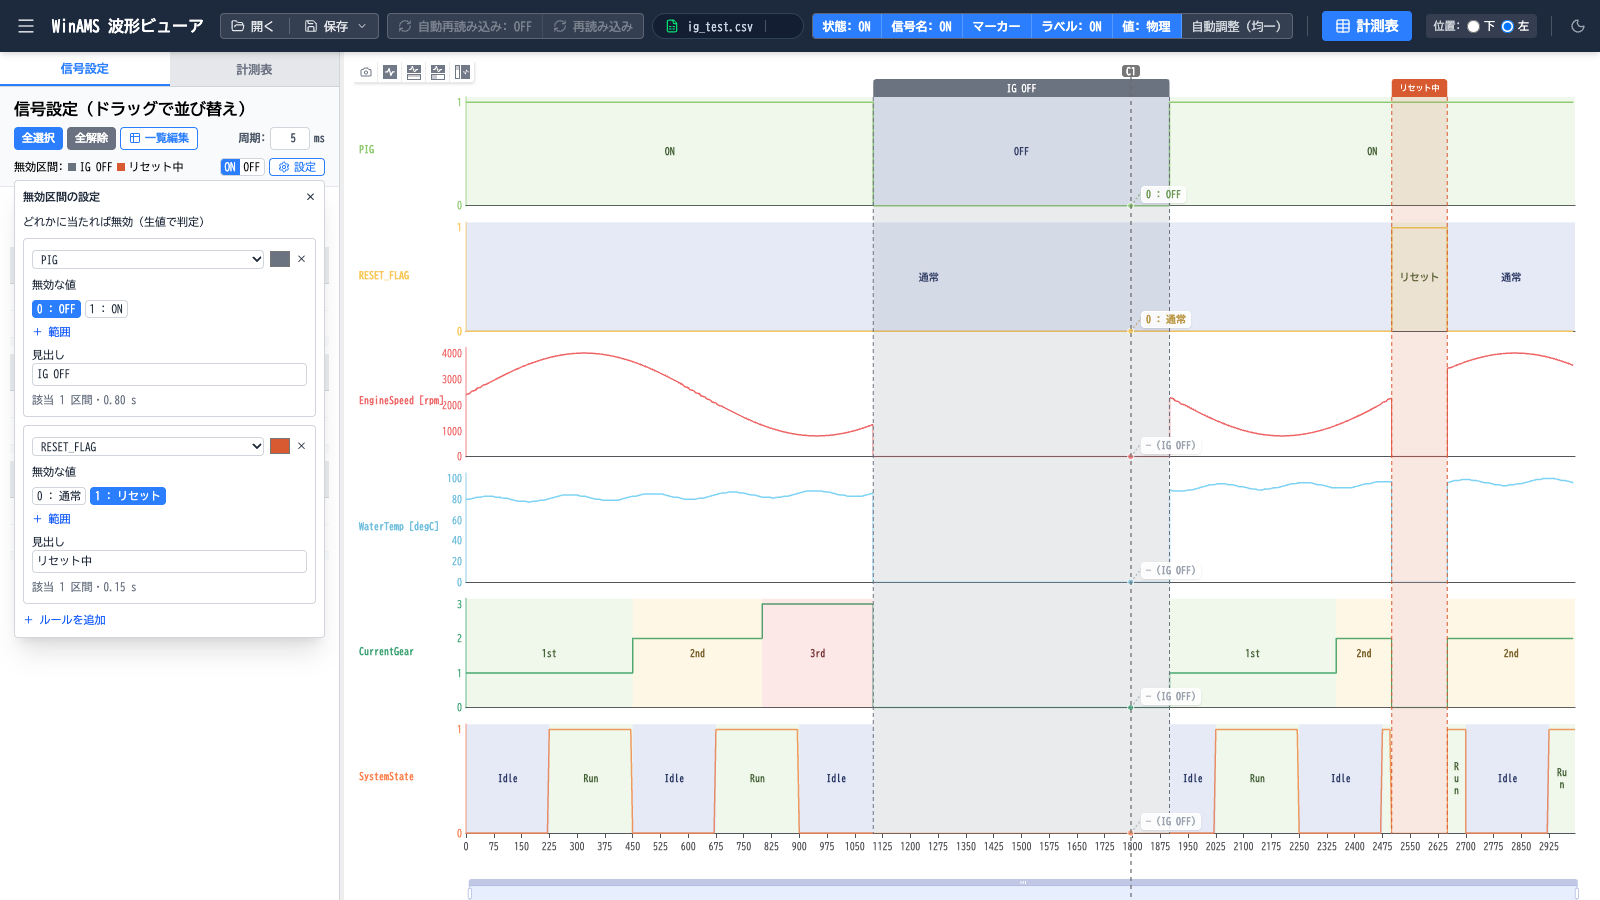 WinAMS 波形ビューア 開く 保存 自動再読み込み: OFF 再読み込み ig_test.csv 状態: ON 信号名: ON マーカー ラベル: ON 値: 物理 自動調整（均一） 計測表 位置: 下 左
信号設定 計測表
信号設定（ドラッグで並び替え）
全選択 全解除 一覧編集 周期: 5 ms
無効区間: IG OFF リセット中 ON OFF 設定
無効区間の設定 ×
どれかに当たれば無効（生値で判定）
PIG ×
無効な値
0 : OFF 1 : ON
+ 範囲
見出し
IG OFF
該当 1 区間・0.80 s
RESET_FLAG ×
無効な値
0 : 通常 1 : リセット
+ 範囲
見出し
リセット中
該当 1 区間・0.15 s
+ ルールを追加
C1
IG OFF リセット中
1
PIG ON OFF ON
0 0 : OFF
1
RESET_FLAG 通常 リセット 通常
0 0 : 通常
4000
3000
EngineSpeed [rpm] 2000
1000 − (IG OFF)
0
100
80
60
WaterTemp [degC]
40
20 − (IG OFF)
0
3
2
CurrentGear 1st 2nd 3rd 1st 2nd 2nd
1
0 − (IG OFF)
1
SystemState Idle Run Idle Run Idle Idle Run Idle Run Idle Run
0 − (IG OFF)
0 75 150 225 300 375 450 525 600 675 750 825 900 975 1050 1125 1200 1275 1350 1425 1500 1575 1650 1725 1800 1875 1950 2025 2100 2175 2250 2325 2400 2475 2550 2625 2700 2775 2850 2925